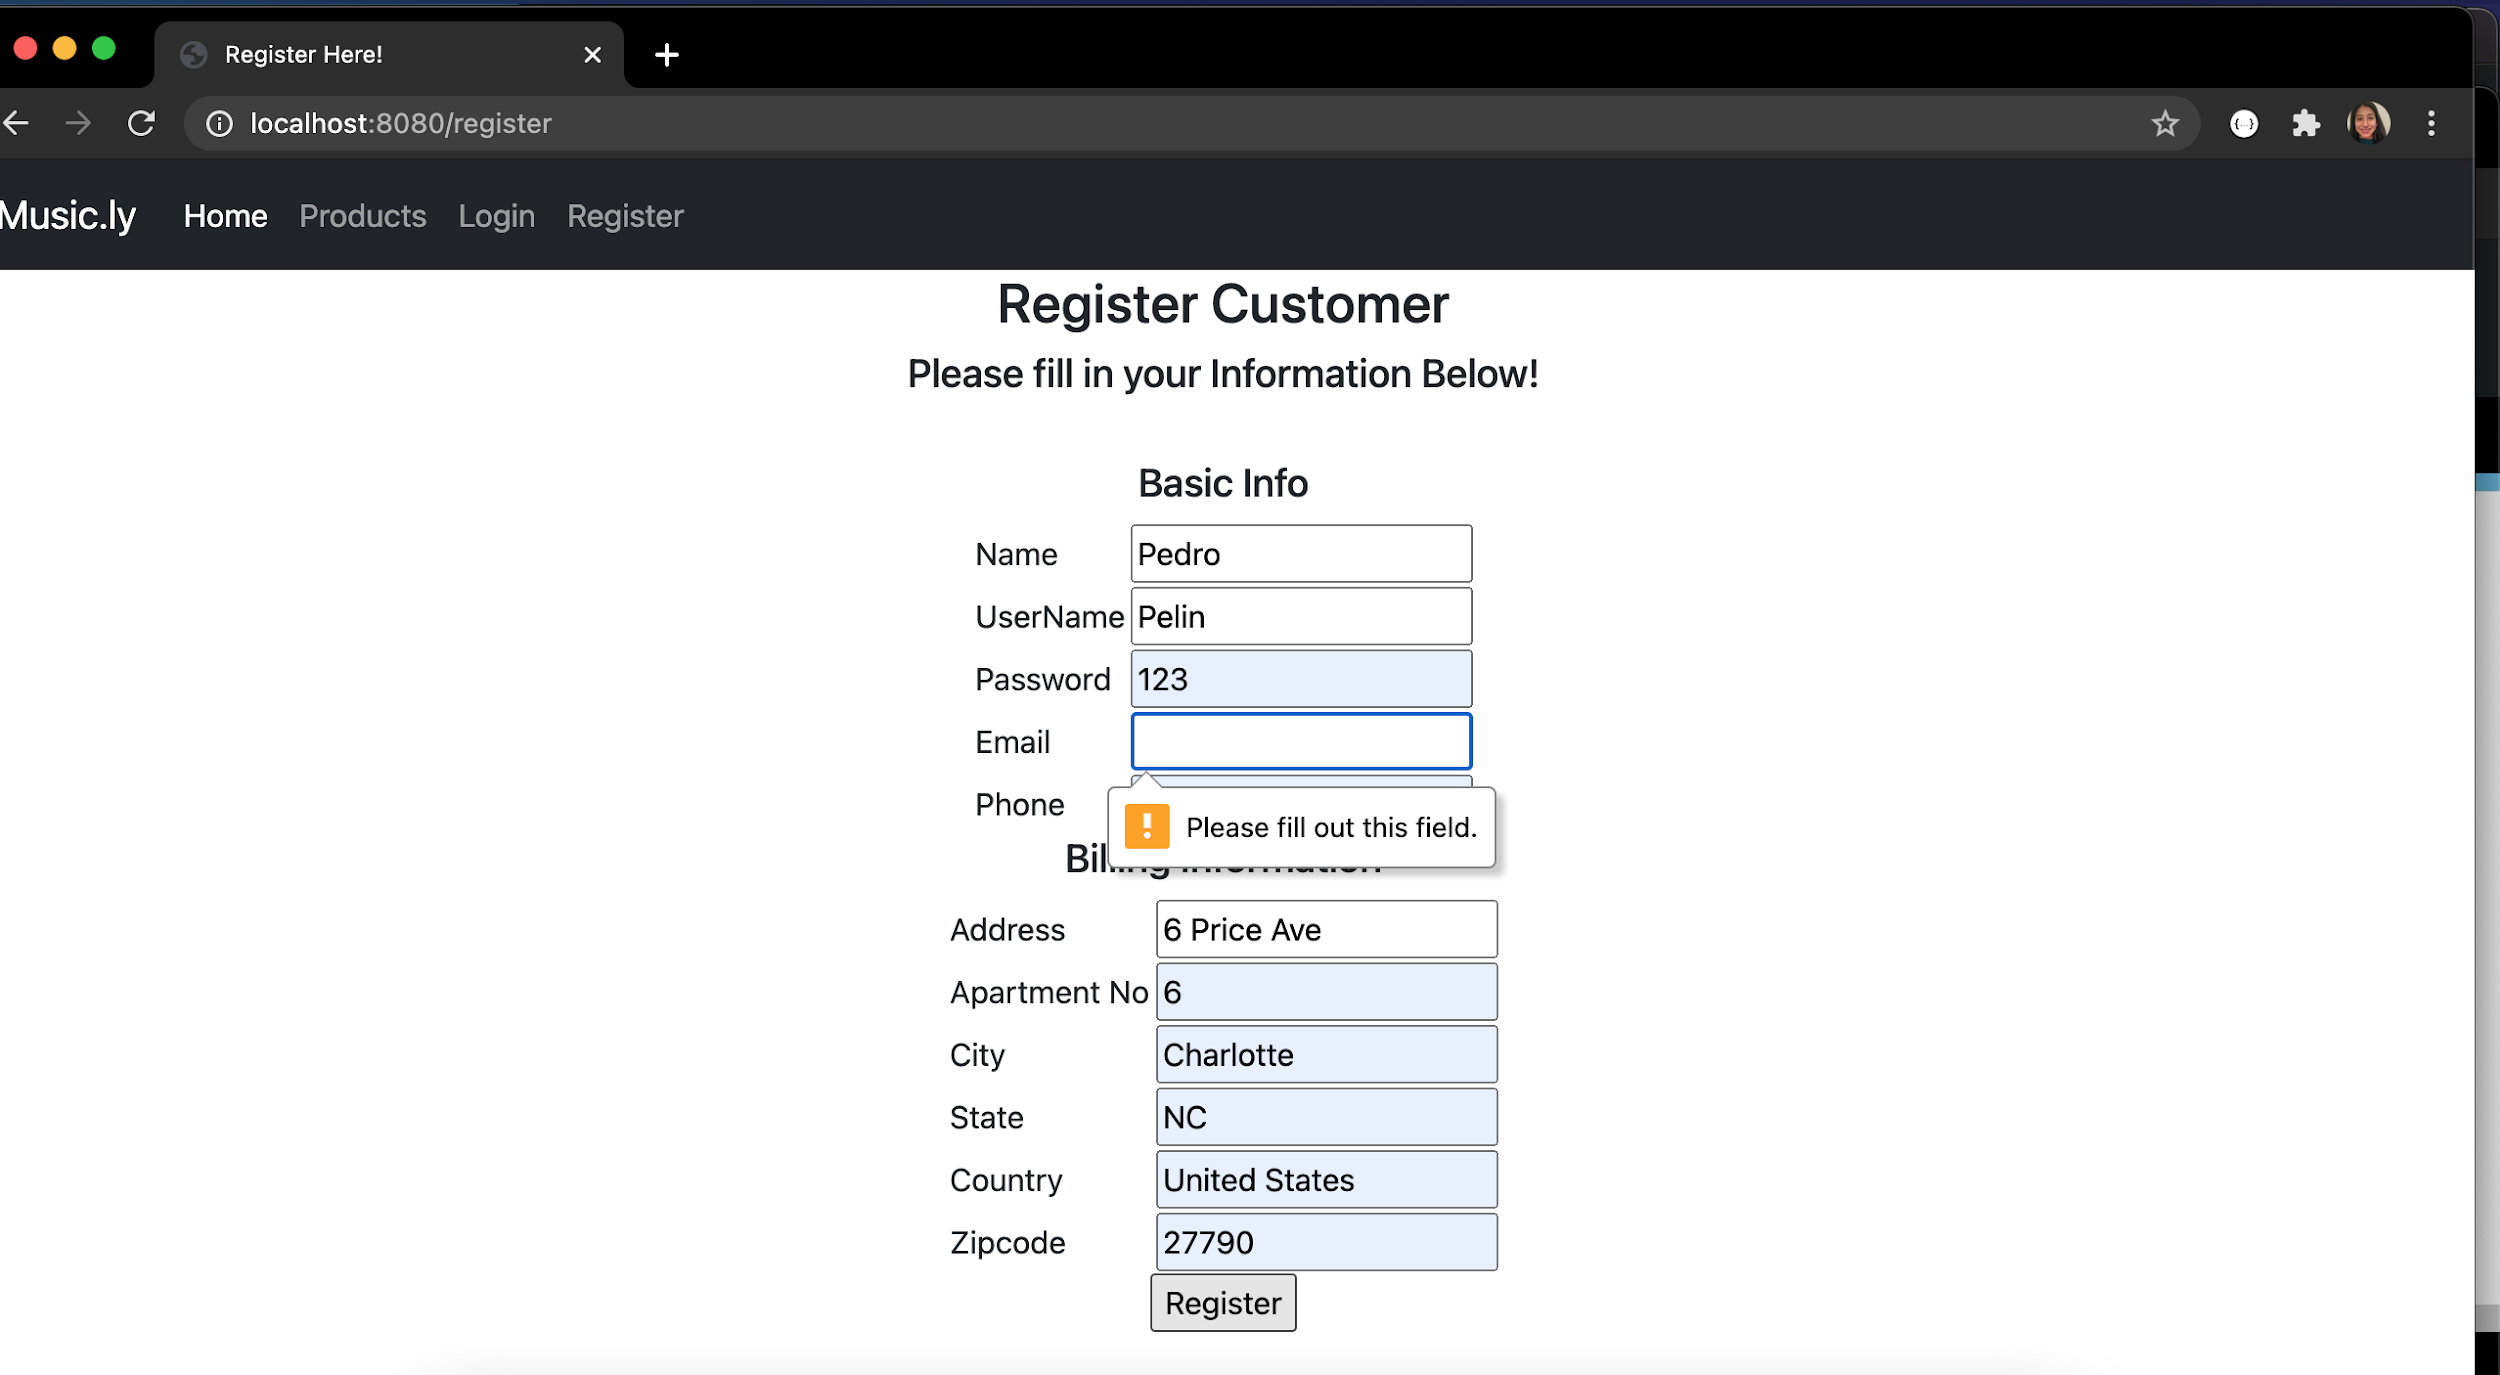 Register Here!
localhost:8080/register
Music.ly Home Products Login Register
Register Customer
Please fill in your Information Below!
Basic Info
Name Pedro
UserName Pelin
Password 123
Email
Phone
Please fill out this field.
Billing Information
Address 6 Price Ave
Apartment No 6
City Charlotte
State NC
Country United States
Zipcode 27790
Register